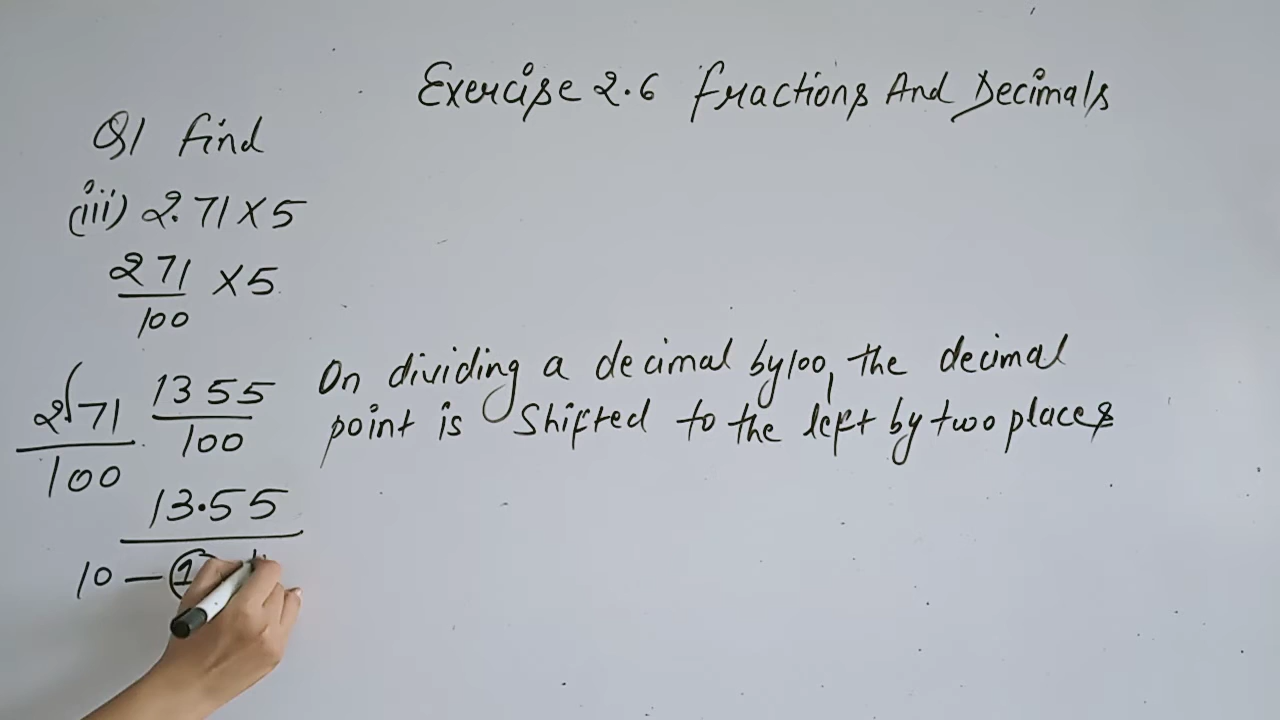 Exercise 2.6 Fractions And Decimals
Q1 Find
(iii) 2.71 × 5
271 × 5
100
271
100
1355
100
On dividing a decimal by 100, the decimal
point is shifted to the left by two places
13.55
10 — 1